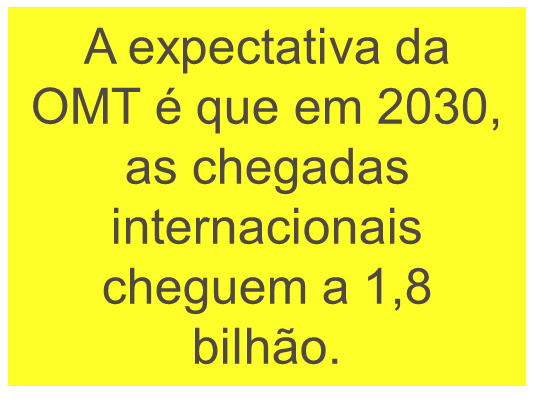 A expectativa da
OMT é que em 2030,
as chegadas
internacionais
cheguem a 1,8
bilhão.